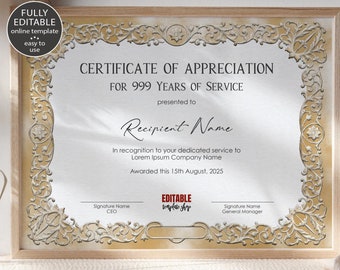 FULLY
EDITABLE
online template
easy to
use
CERTIFICATE OF APPRECIATION
FOR 999 YEARS OF SERVICE
presented to
Recipient Name
In recognition to your dedicated service to
Lorem Ipsum Company Name
Awarded this 15th August, 2025
EDITABLE
template shop
Signature Name
CEO
Signature Name
General Manager